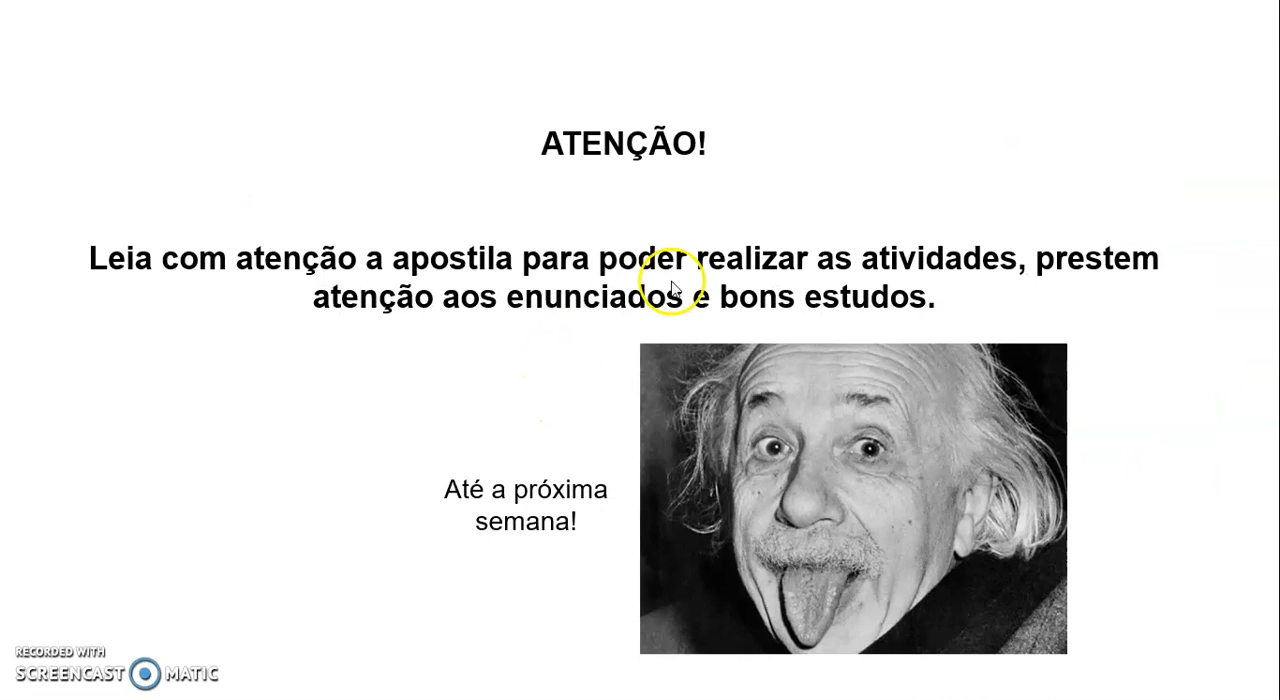 ATENÇÃO!
Leia com atenção a apostila para poder realizar as atividades, prestem
atenção aos enunciados e bons estudos.
Até a próxima
semana!
RECORDED WITH
SCREENCAST MATIC